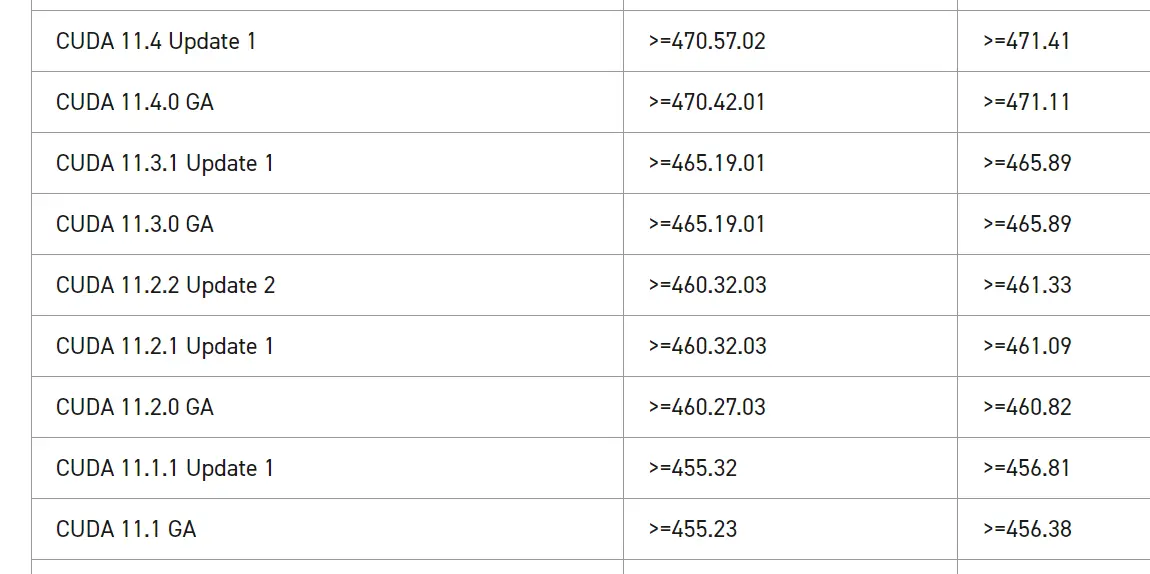 CUDA 11.4 Update 1 >=470.57.02 >=471.41
CUDA 11.4.0 GA >=470.42.01 >=471.11
CUDA 11.3.1 Update 1 >=465.19.01 >=465.89
CUDA 11.3.0 GA >=465.19.01 >=465.89
CUDA 11.2.2 Update 2 >=460.32.03 >=461.33
CUDA 11.2.1 Update 1 >=460.32.03 >=461.09
CUDA 11.2.0 GA >=460.27.03 >=460.82
CUDA 11.1.1 Update 1 >=455.32 >=456.81
CUDA 11.1 GA >=455.23 >=456.38